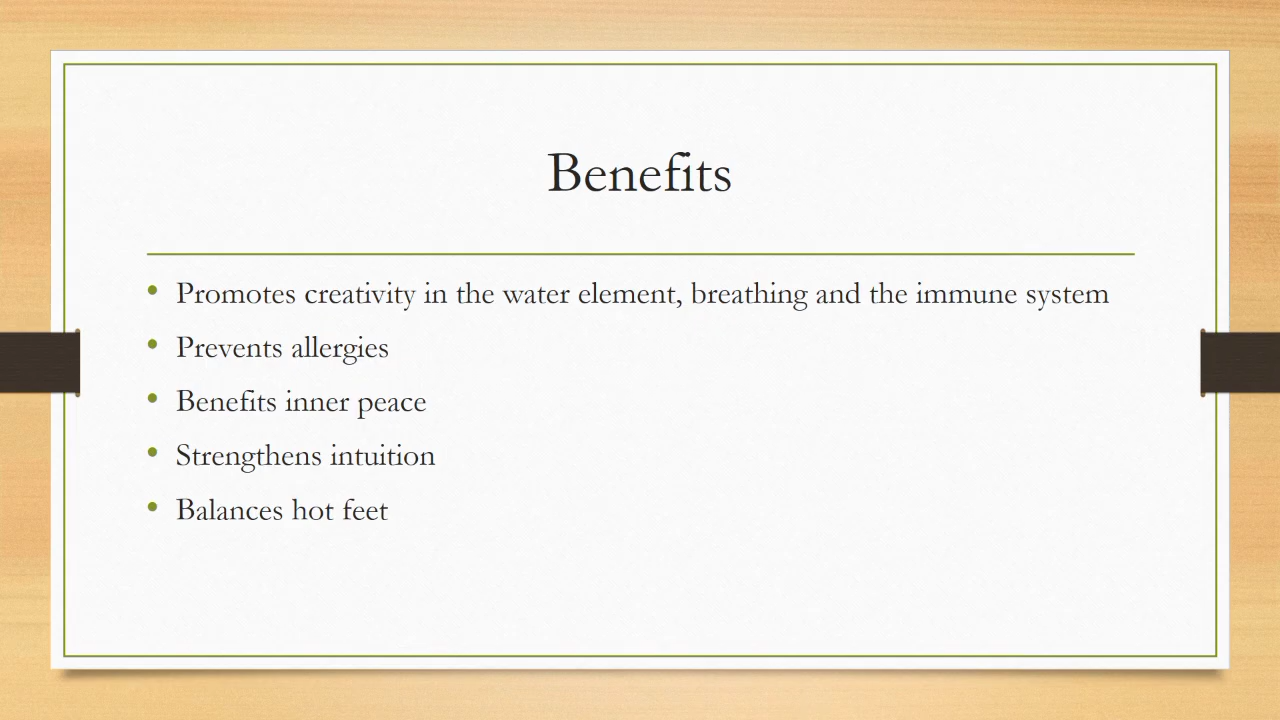 Benefits
• Promotes creativity in the water element, breathing and the immune system
• Prevents allergies
• Benefits inner peace
• Strengthens intuition
• Balances hot feet